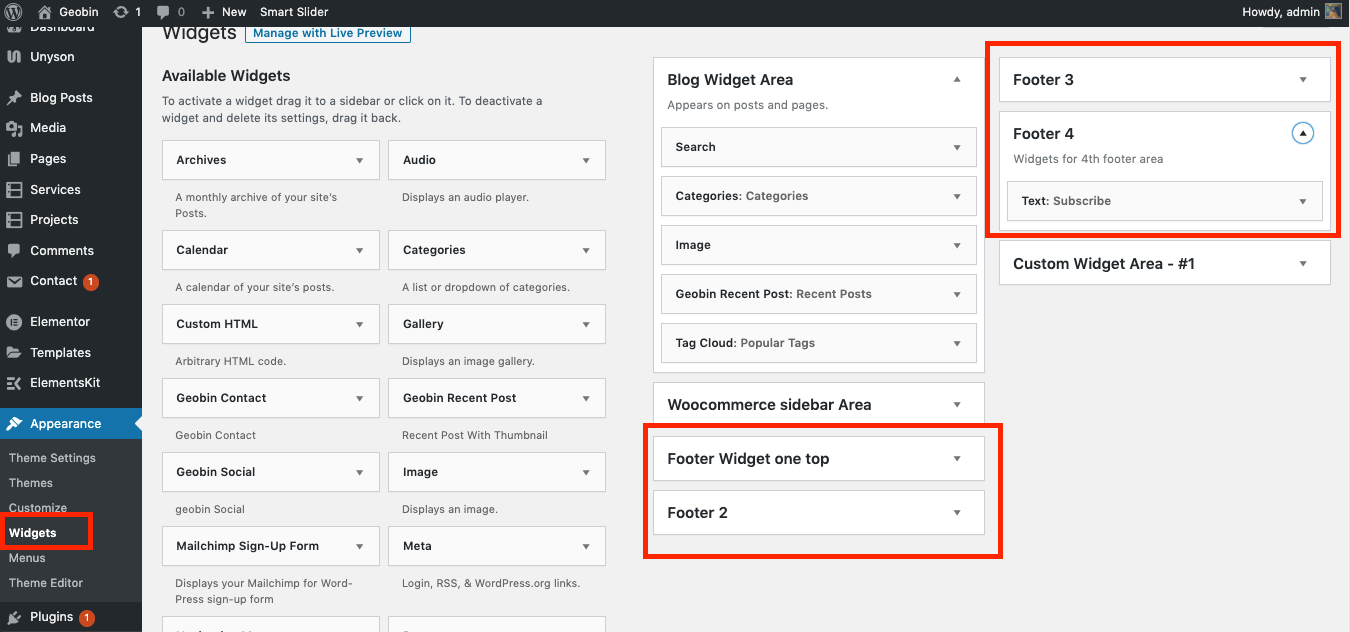 Geobin 1 0 New Smart Slider Howdy, admin
Dashboard
Unyson
Blog Posts
Media
Pages
Services
Projects
Comments
Contact 1
Elementor
Templates
ElementsKit
Appearance
Theme Settings
Themes
Customize
Widgets
Menus
Theme Editor
Plugins 1
Widgets Manage with Live Preview
Available Widgets
To activate a widget drag it to a sidebar or click on it. To deactivate a
widget and delete its settings, drag it back.
Archives
A monthly archive of your site's
Posts.
Audio
Displays an audio player.
Calendar
A calendar of your site's posts.
Categories
A list or dropdown of categories.
Custom HTML
Arbitrary HTML code.
Gallery
Displays an image gallery.
Geobin Contact
Geobin Contact
Geobin Recent Post
Recent Post With Thumbnail
Geobin Social
geobin Social
Image
Displays an image.
Mailchimp Sign-Up Form
Displays your Mailchimp for Word-
Press sign-up form
Meta
Login, RSS, & WordPress.org links.
Blog Widget Area
Appears on posts and pages.
Search
Categories: Categories
Image
Geobin Recent Post: Recent Posts
Tag Cloud: Popular Tags
Woocommerce sidebar Area
Footer Widget one top
Footer 2
Footer 3
Footer 4
Widgets for 4th footer area
Text: Subscribe
Custom Widget Area - #1